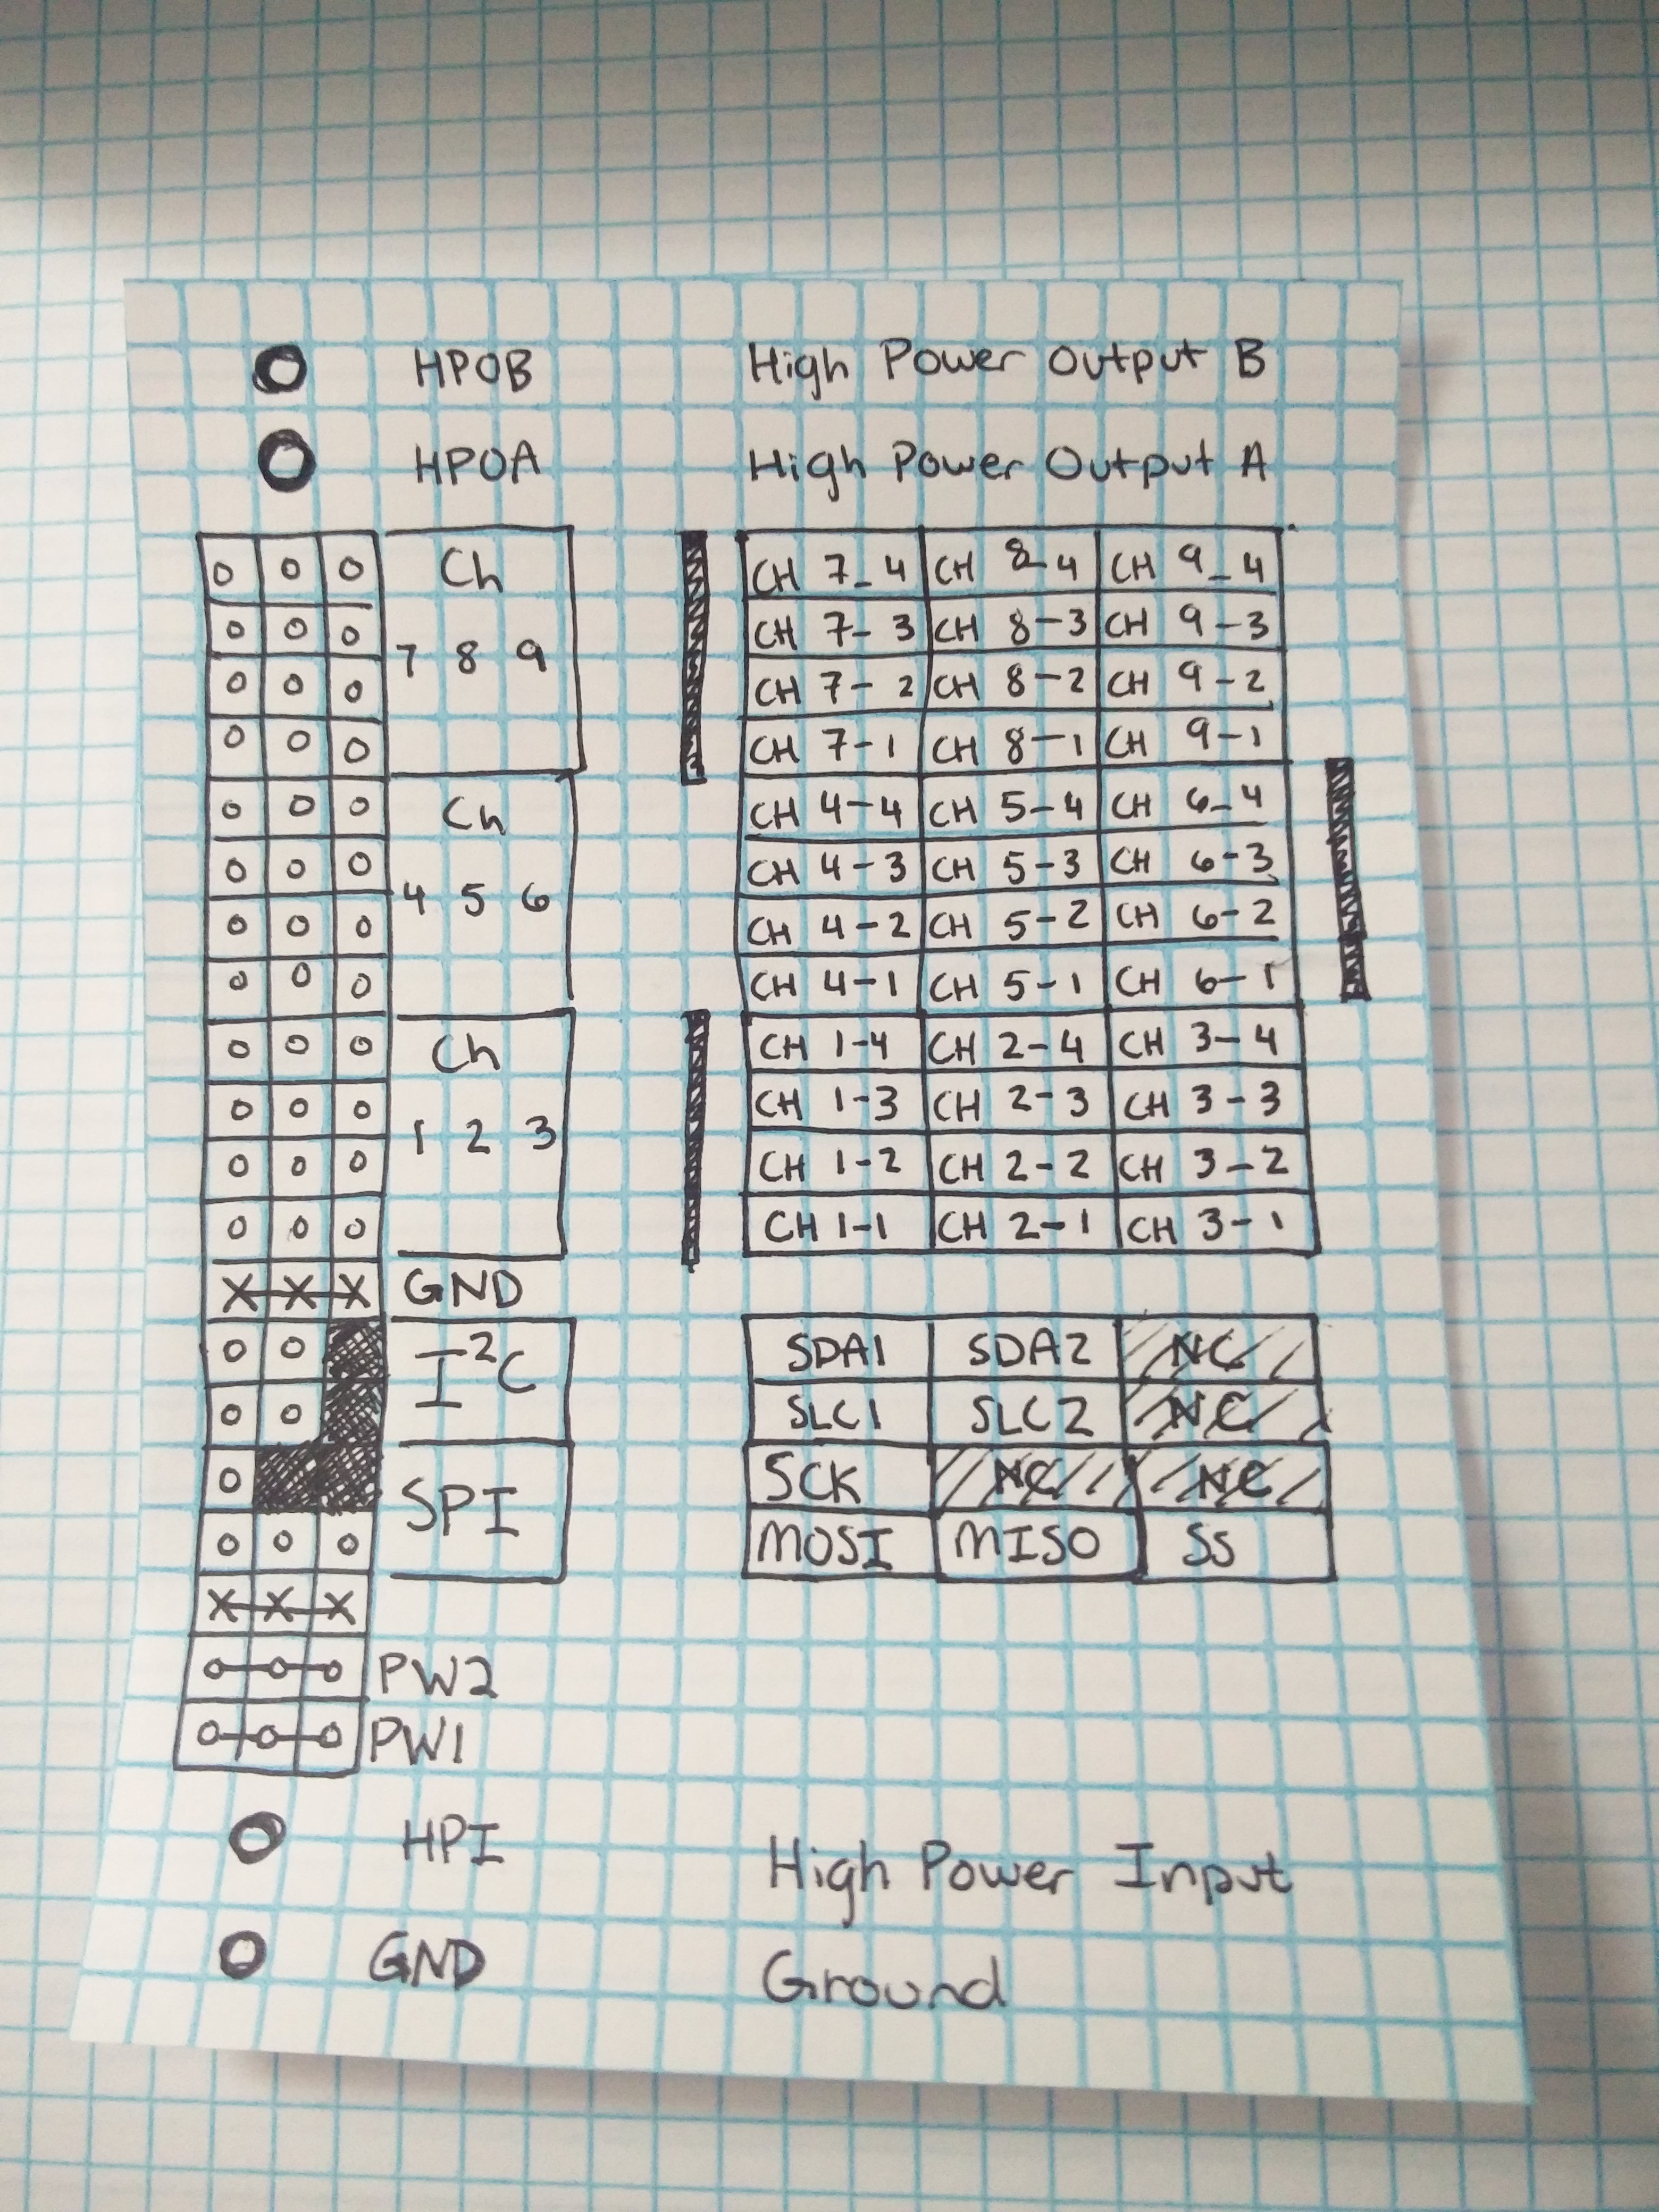 HPOB High Power Output B
HPOA High Power Output A
Ch
7 8 9
CH 7-4 CH 8-4 CH 9-4
CH 7-3 CH 8-3 CH 9-3
CH 7-2 CH 8-2 CH 9-2
CH 7-1 CH 8-1 CH 9-1
Ch
4 5 6
CH 4-4 CH 5-4 CH 6-4
CH 4-3 CH 5-3 CH 6-3
CH 4-2 CH 5-2 CH 6-2
CH 4-1 CH 5-1 CH 6-1
Ch
1 2 3
CH 1-4 CH 2-4 CH 3-4
CH 1-3 CH 2-3 CH 3-3
CH 1-2 CH 2-2 CH 3-2
CH 1-1 CH 2-1 CH 3-1
GND
I²C
SDA1 SDA2 NC
SLC1 SLC2 NC
SPI
SCK NC NC
MOSI MISO SS
PW2
PW1
HPI High Power Input
GND Ground